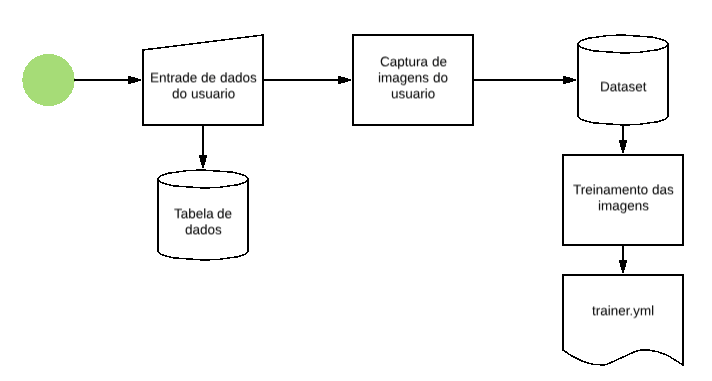 Entrade de dados
do usuario
Captura de
imagens do
usuario
Dataset
Tabela de
dados
Treinamento das
imagens
trainer.yml